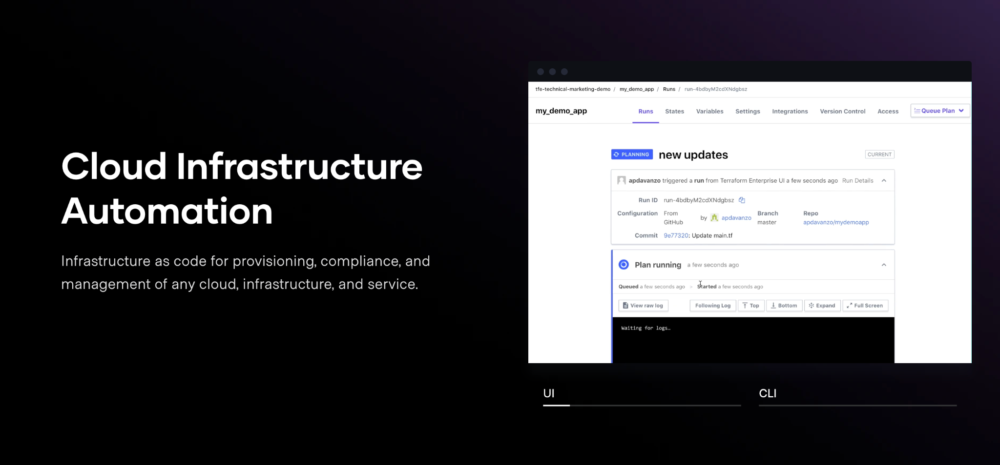 Cloud Infrastructure
Automation
Infrastructure as code for provisioning, compliance, and
management of any cloud, infrastructure, and service.
tfe-technical-marketing-demo / my_demo_app / Runs / run-4bdbyM2cdXNdgbsz
my_demo_app Runs States Variables Settings Integrations Version Control Access Queue Plan
PLANNING new updates CURRENT
apdavanzo triggered a run from Terraform Enterprise UI a few seconds ago Run Details
Run ID run-4bdbyM2cdXNdgbsz
Configuration From GitHub by apdavanzo Branch master Repo apdavanzo/mydemoapp
Commit 9e77320: Update main.tf
Plan running a few seconds ago
Queued a few seconds ago > Started a few seconds ago
View raw log Following Log Top Bottom Expand Full Screen
Waiting for logs…
UI CLI